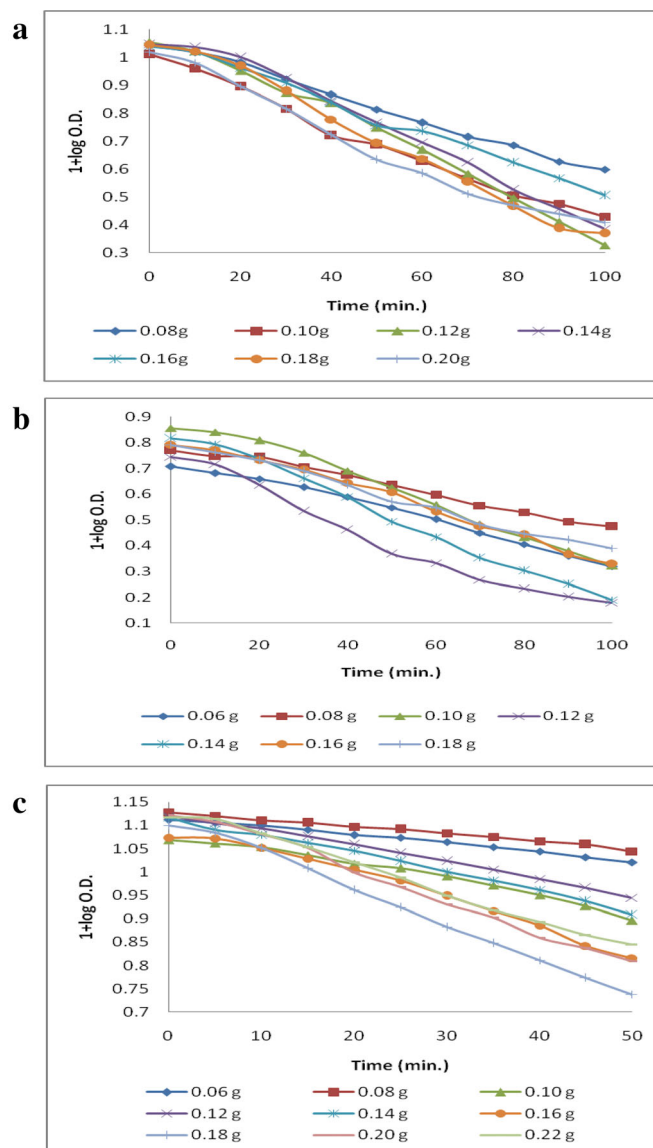 a
1.1
1
0.9
0.8
0.7
0.6
0.5
0.4
0.3
1+log O.D.
0 20 40 60 80 100
Time (min.)
0.08g 0.10g 0.12g 0.14g
0.16g 0.18g 0.20g
b
0.9
0.8
0.7
0.6
0.5
0.4
0.3
0.2
0.1
1+log O.D.
0 20 40 60 80 100
Time (min.)
0.06 g 0.08 g 0.10 g 0.12 g
0.14 g 0.16 g 0.18 g
c
1.15
1.1
1.05
1
0.95
0.9
0.85
0.8
0.75
0.7
1+log O.D.
0 10 20 30 40 50
Time (min.)
0.06 g 0.08 g 0.10 g
0.12 g 0.14 g 0.16 g
0.18 g 0.20 g 0.22 g